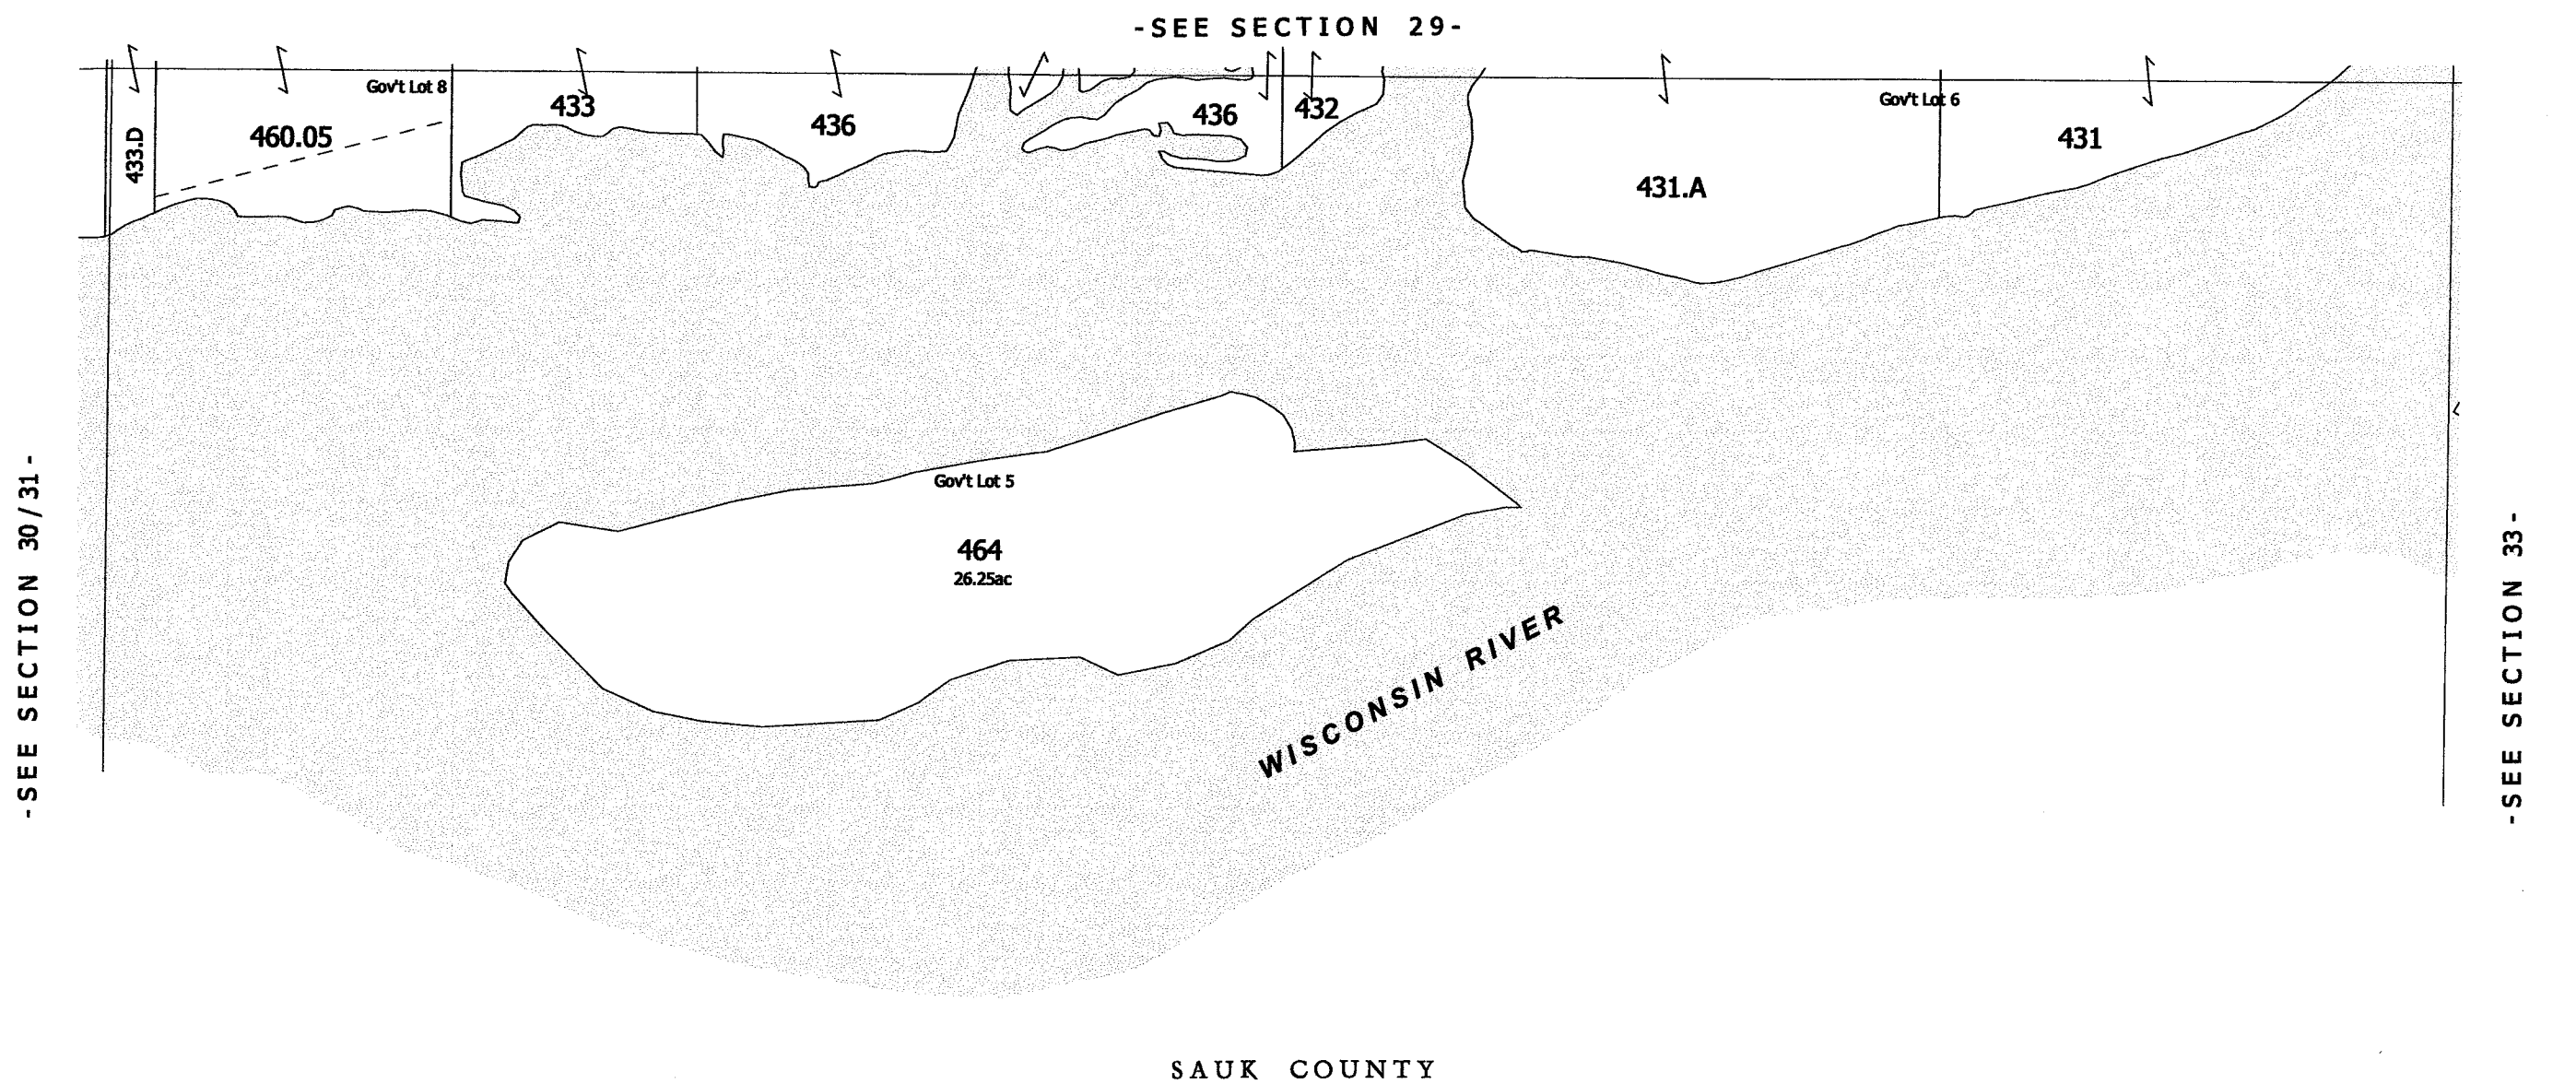 -SEE SECTION 29-
Gov't Lot 8
433
433.D
460.05
436
436
432
Gov't Lot 6
431.A
431
-SEE SECTION 30/31-
Gov't Lot 5
464
26.25ac
WISCONSIN RIVER
-SEE SECTION 33-
SAUK COUNTY